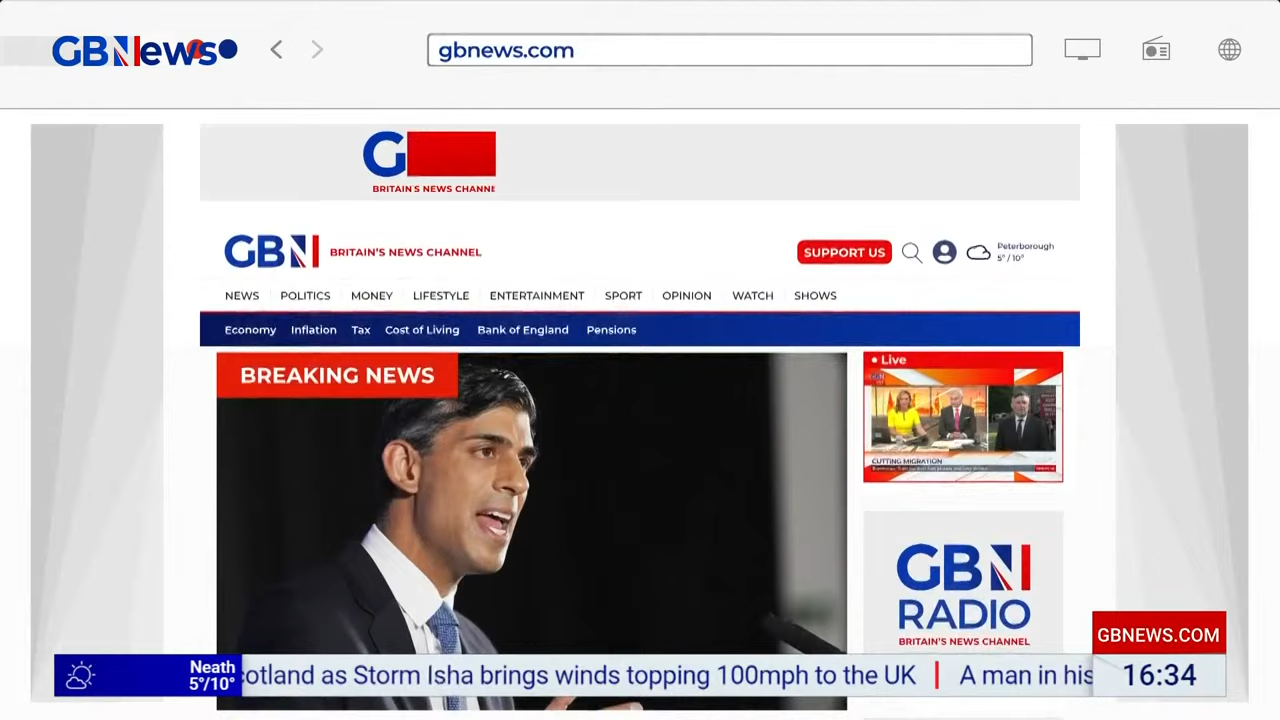 GBNews
gbnews.com
G
BRITAIN'S NEWS CHANNE
GBN BRITAIN'S NEWS CHANNEL
SUPPORT US
Peterborough
5°/10°
NEWS POLITICS MONEY LIFESTYLE ENTERTAINMENT SPORT OPINION WATCH SHOWS
Economy Inflation Tax Cost of Living Bank of England Pensions
BREAKING NEWS
Live
CUTTING MIGRATION
GBN
RADIO
BRITAIN'S NEWS CHANNEL
GBNEWS.COM
Neath
5°/10°
cotland as Storm Isha brings winds topping 100mph to the UK | A man in his
16:34